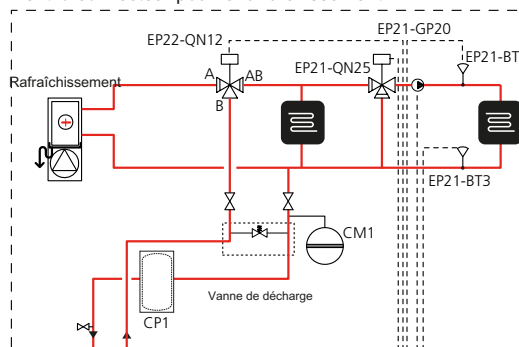 EP22-QN12
EP21-GP20
A
AB
EP21-QN25
EP21-BT
Rafraîchissement
B
EP21-BT3
CM1
Vanne de décharge
CP1